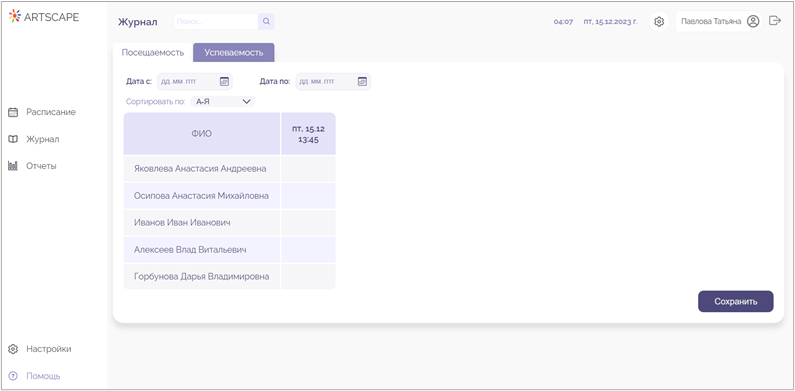 ARTSCAPE
Журнал
Поиск...
04:07 пт, 15.12.2023 г.
Павлова Татьяна
Посещаемость Успеваемость
Дата с: дд.мм.гггг Дата по: дд.мм.гггг
Сортировать по: А-Я
ФИО пт, 15.12
13:45
Расписание
Журнал
Отчеты
Яковлева Анастасия Андреевна
Осипова Анастасия Михайловна
Иванов Иван Иванович
Алексеев Влад Витальевич
Горбунова Дарья Владимировна
Сохранить
Настройки
Помощь